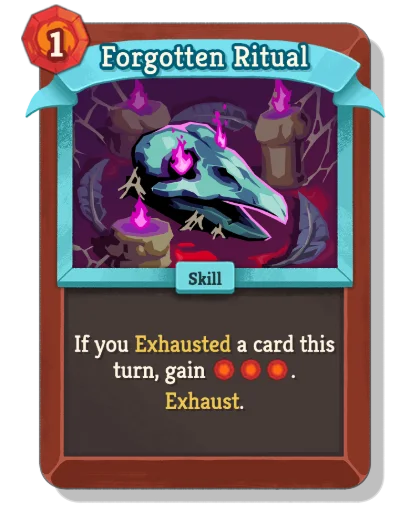 1
Forgotten Ritual
Skill
If you Exhausted a card this
turn, gain .
Exhaust.